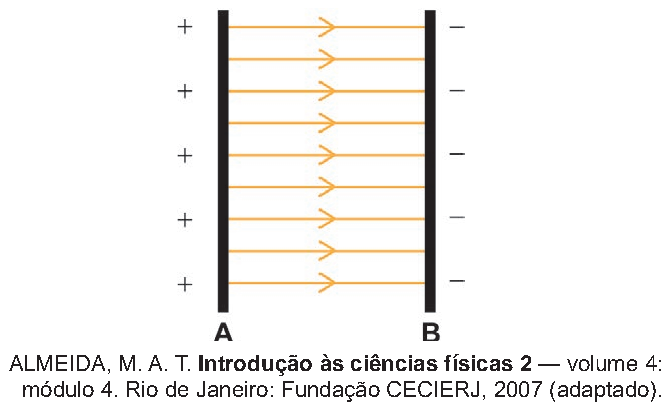 + −
+ −
+ −
+ −
+ −
A B
ALMEIDA, M. A. T. Introdução às ciências físicas 2 — volume 4:
módulo 4. Rio de Janeiro: Fundação CECIERJ, 2007 (adaptado).